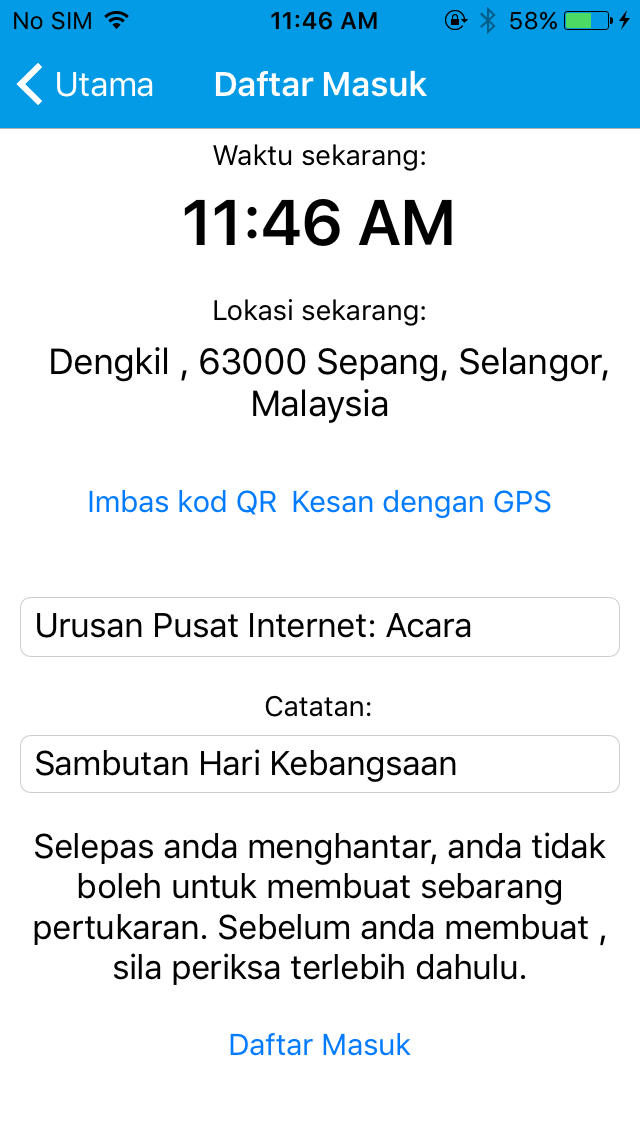 No SIM 11:46 AM 58%
Utama Daftar Masuk
Waktu sekarang:
11:46 AM
Lokasi sekarang:
Dengkil , 63000 Sepang, Selangor,
Malaysia
Imbas kod QR Kesan dengan GPS
Urusan Pusat Internet: Acara
Catatan:
Sambutan Hari Kebangsaan
Selepas anda menghantar, anda tidak
boleh untuk membuat sebarang
pertukaran. Sebelum anda membuat ,
sila periksa terlebih dahulu.
Daftar Masuk